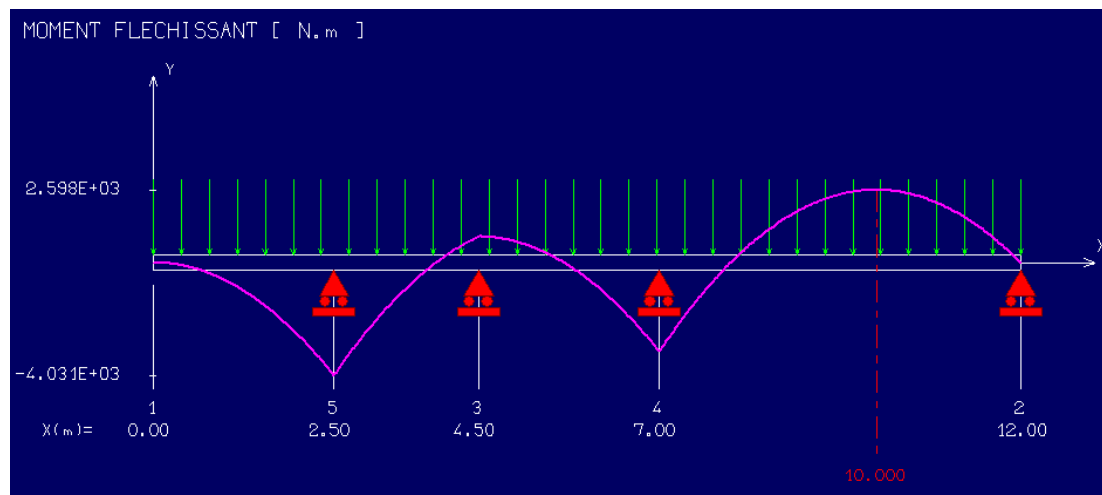 MOMENT FLECHISSANT [ N.m ]
Y
2.598E+03
X
-4.031E+03
1 5 3 4 2
X(m)= 0.00 2.50 4.50 7.00 12.00
10.000